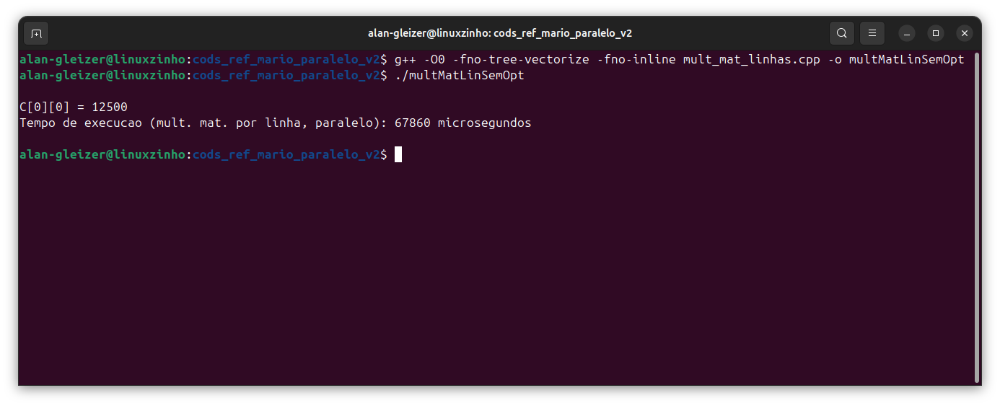 alan-gleizer@linuxzinho: cods_ref_mario_paralelo_v2
alan-gleizer@linuxzinho:cods_ref_mario_paralelo_v2$ g++ -O0 -fno-tree-vectorize -fno-inline mult_mat_linhas.cpp -o multMatLinSemOpt
alan-gleizer@linuxzinho:cods_ref_mario_paralelo_v2$ ./multMatLinSemOpt
C[0][0] = 12500
Tempo de execucao (mult. mat. por linha, paralelo): 67860 microsegundos
alan-gleizer@linuxzinho:cods_ref_mario_paralelo_v2$